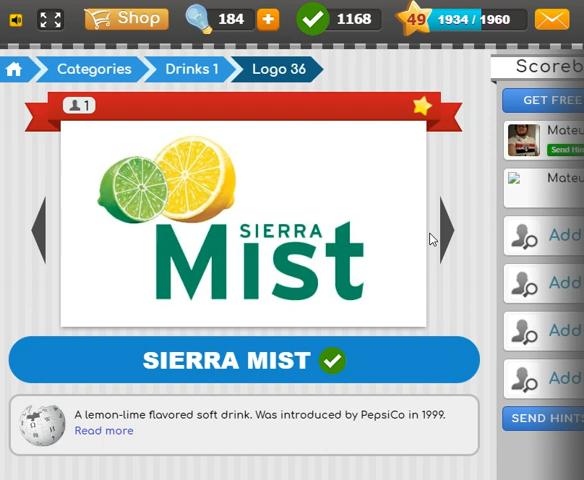 Shop
184
+
1168
49
1934 / 1960
Categories
Drinks 1
Logo 36
Scoreb
1
GET FREE
Mateu
Send Hin
Mateu
SIERRA
Mist
Add
Add
Add
Add
SIERRA MIST
SEND HINTS
A lemon-lime flavored soft drink. Was introduced by PepsiCo in 1999.
Read more